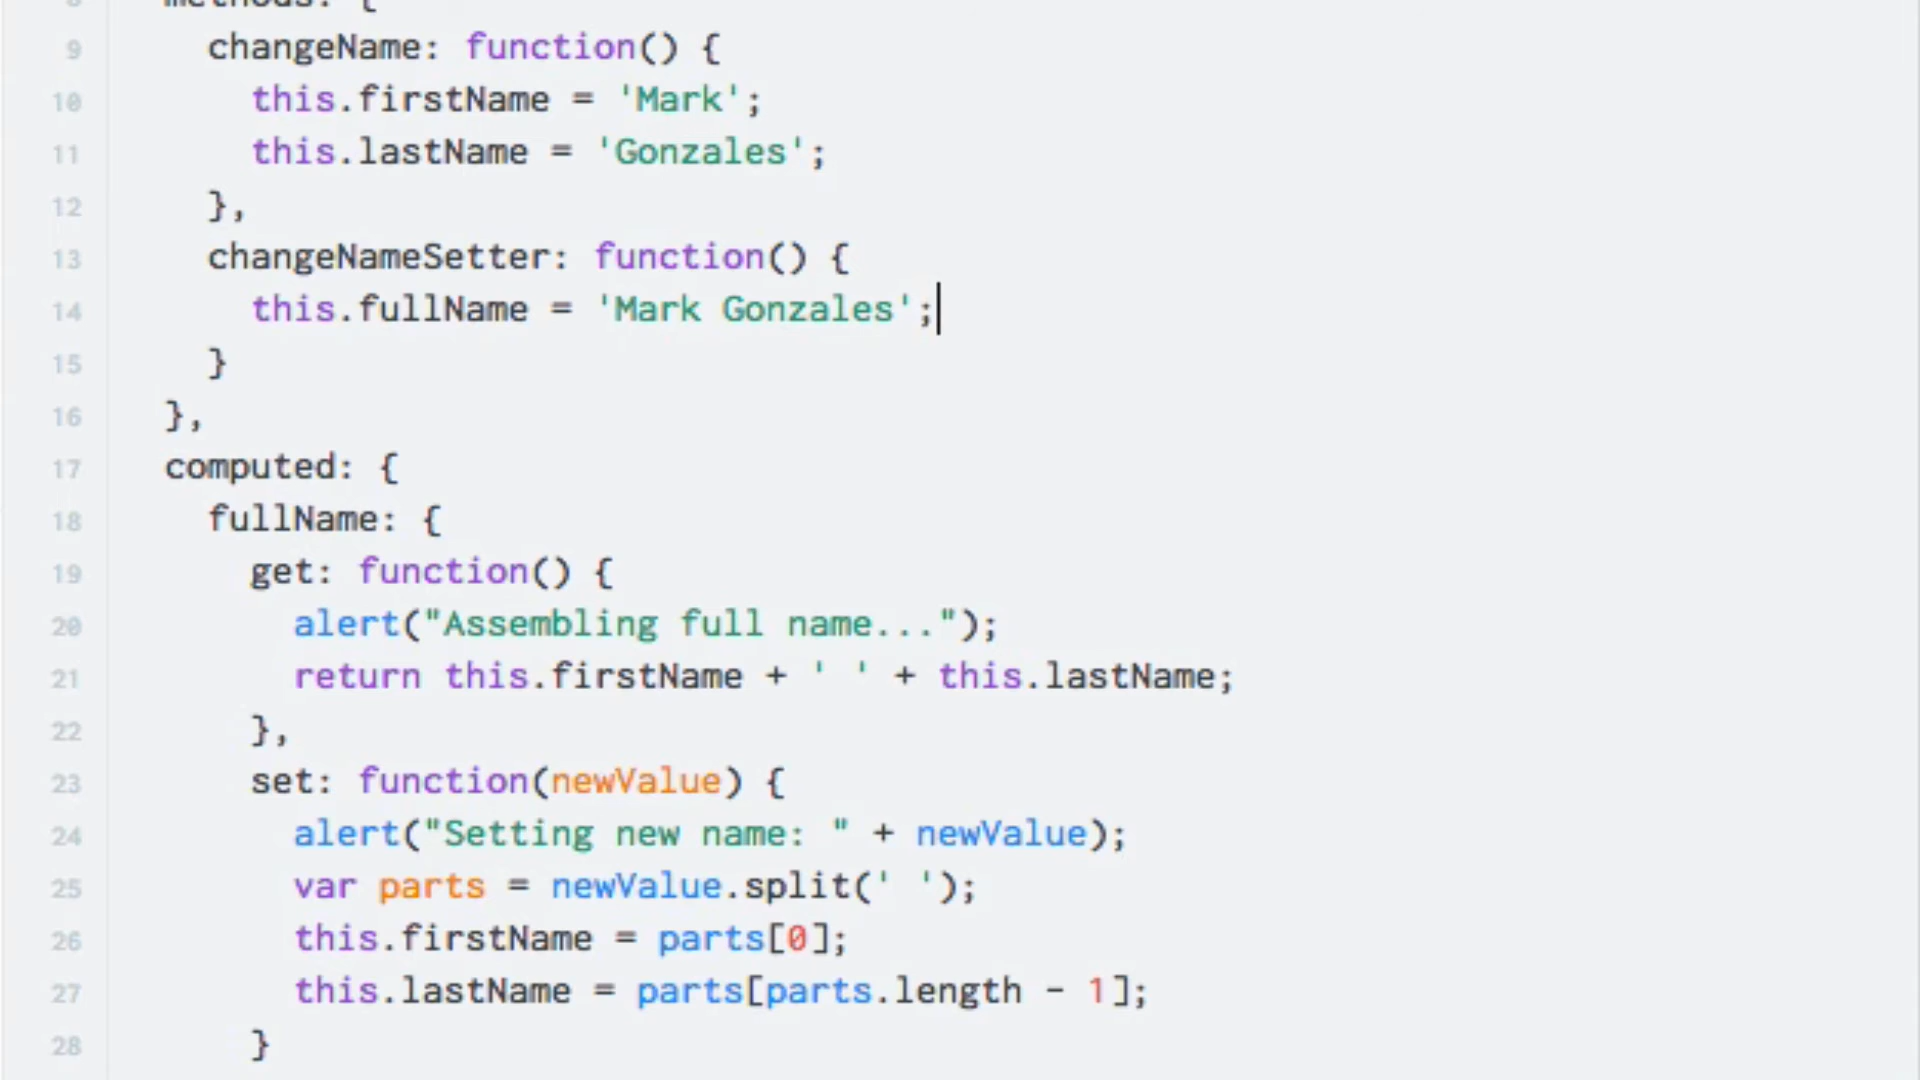 8 methods: {
9 changeName: function() {
10 this.firstName = 'Mark';
11 this.lastName = 'Gonzales';
12 },
13 changeNameSetter: function() {
14 this.fullName = 'Mark Gonzales';
15 }
16 },
17 computed: {
18 fullName: {
19 get: function() {
20 alert("Assembling full name...");
21 return this.firstName + ' ' + this.lastName;
22 },
23 set: function(newValue) {
24 alert("Setting new name: " + newValue);
25 var parts = newValue.split(' ');
26 this.firstName = parts[0];
27 this.lastName = parts[parts.length - 1];
28 }